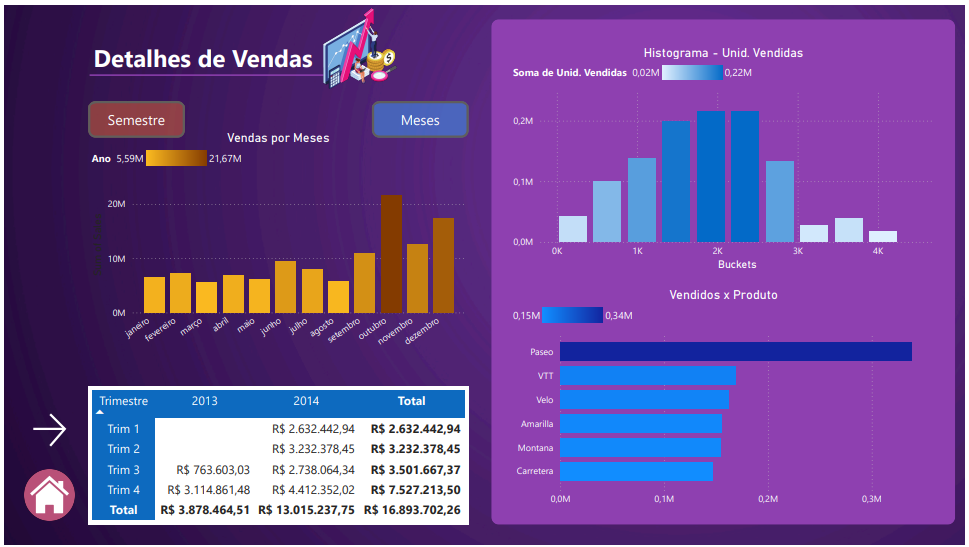 Detalhes de Vendas
Semestre
Meses
Vendas por Meses
Ano 5,59M 21,67M
20M
10M
0M
janeiro
fevereiro
março
abril
maio
junho
julho
agosto
setembro
outubro
novembro
dezembro
Trimestre 2013 2014 Total
Trim 1 R$ 2.632.442,94 R$ 2.632.442,94
Trim 2 R$ 3.232.378,45 R$ 3.232.378,45
Trim 3 R$ 763.603,03 R$ 2.738.064,34 R$ 3.501.667,37
Trim 4 R$ 3.114.861,48 R$ 4.412.352,02 R$ 7.527.213,50
Total R$ 3.878.464,51 R$ 13.015.237,75 R$ 16.893.702,26
Histograma - Unid. Vendidas
Soma de Unid. Vendidas 0,02M 0,22M
0,2M
0,1M
0,0M
0K 1K 2K 3K 4K
Buckets
Vendidos x Produto
0,15M 0,34M
Paseo
VTT
Velo
Amarilla
Montana
Carretera
0,0M 0,1M 0,2M 0,3M